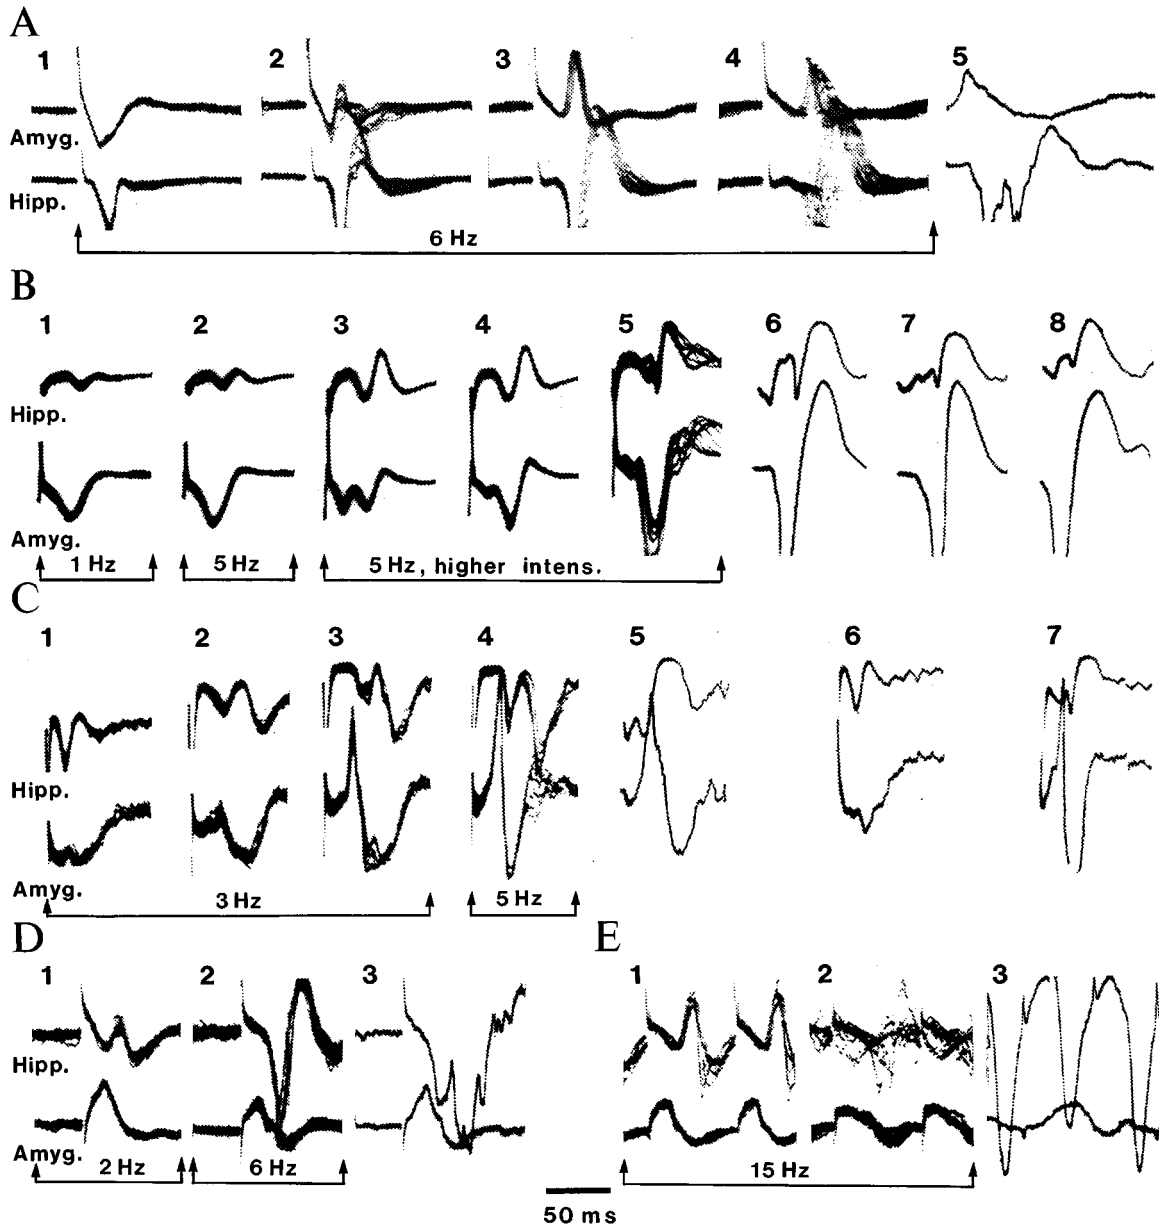 A
1 2 3 4 5
Amyg.
Hipp.
6 Hz
B
1 2 3 4 5 6 7 8
Hipp.
Amyg.
1 Hz 5 Hz 5 Hz, higher intens.
C
1 2 3 4 5 6 7
Hipp.
Amyg.
3 Hz 5 Hz
D E
1 2 3 1 2 3
Hipp.
Amyg.
2 Hz 6 Hz 15 Hz
50 ms